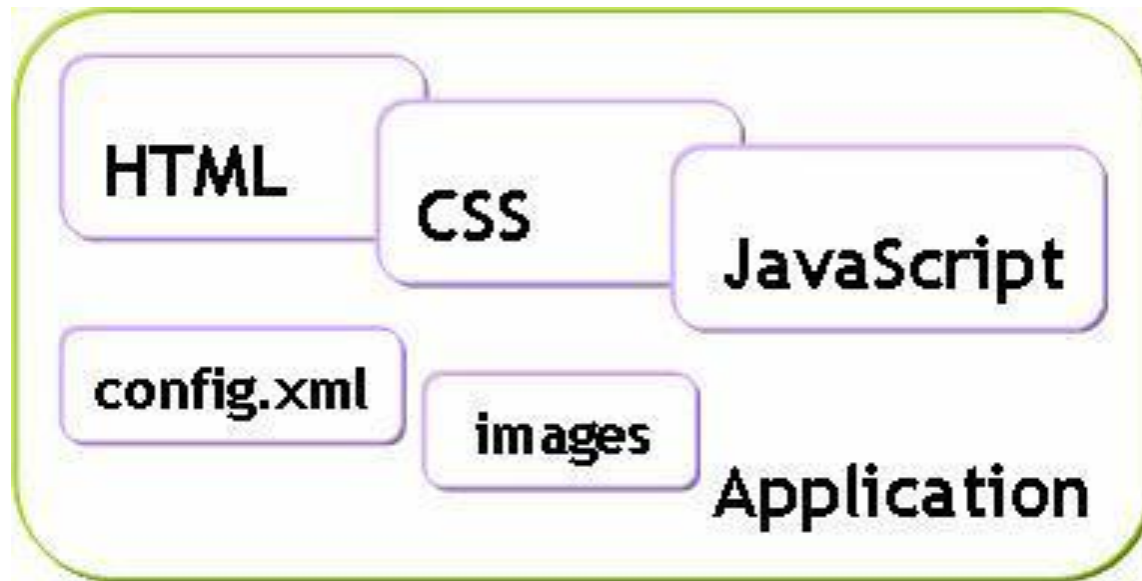 HTML
CSS
JavaScript
config.xml
images
Application